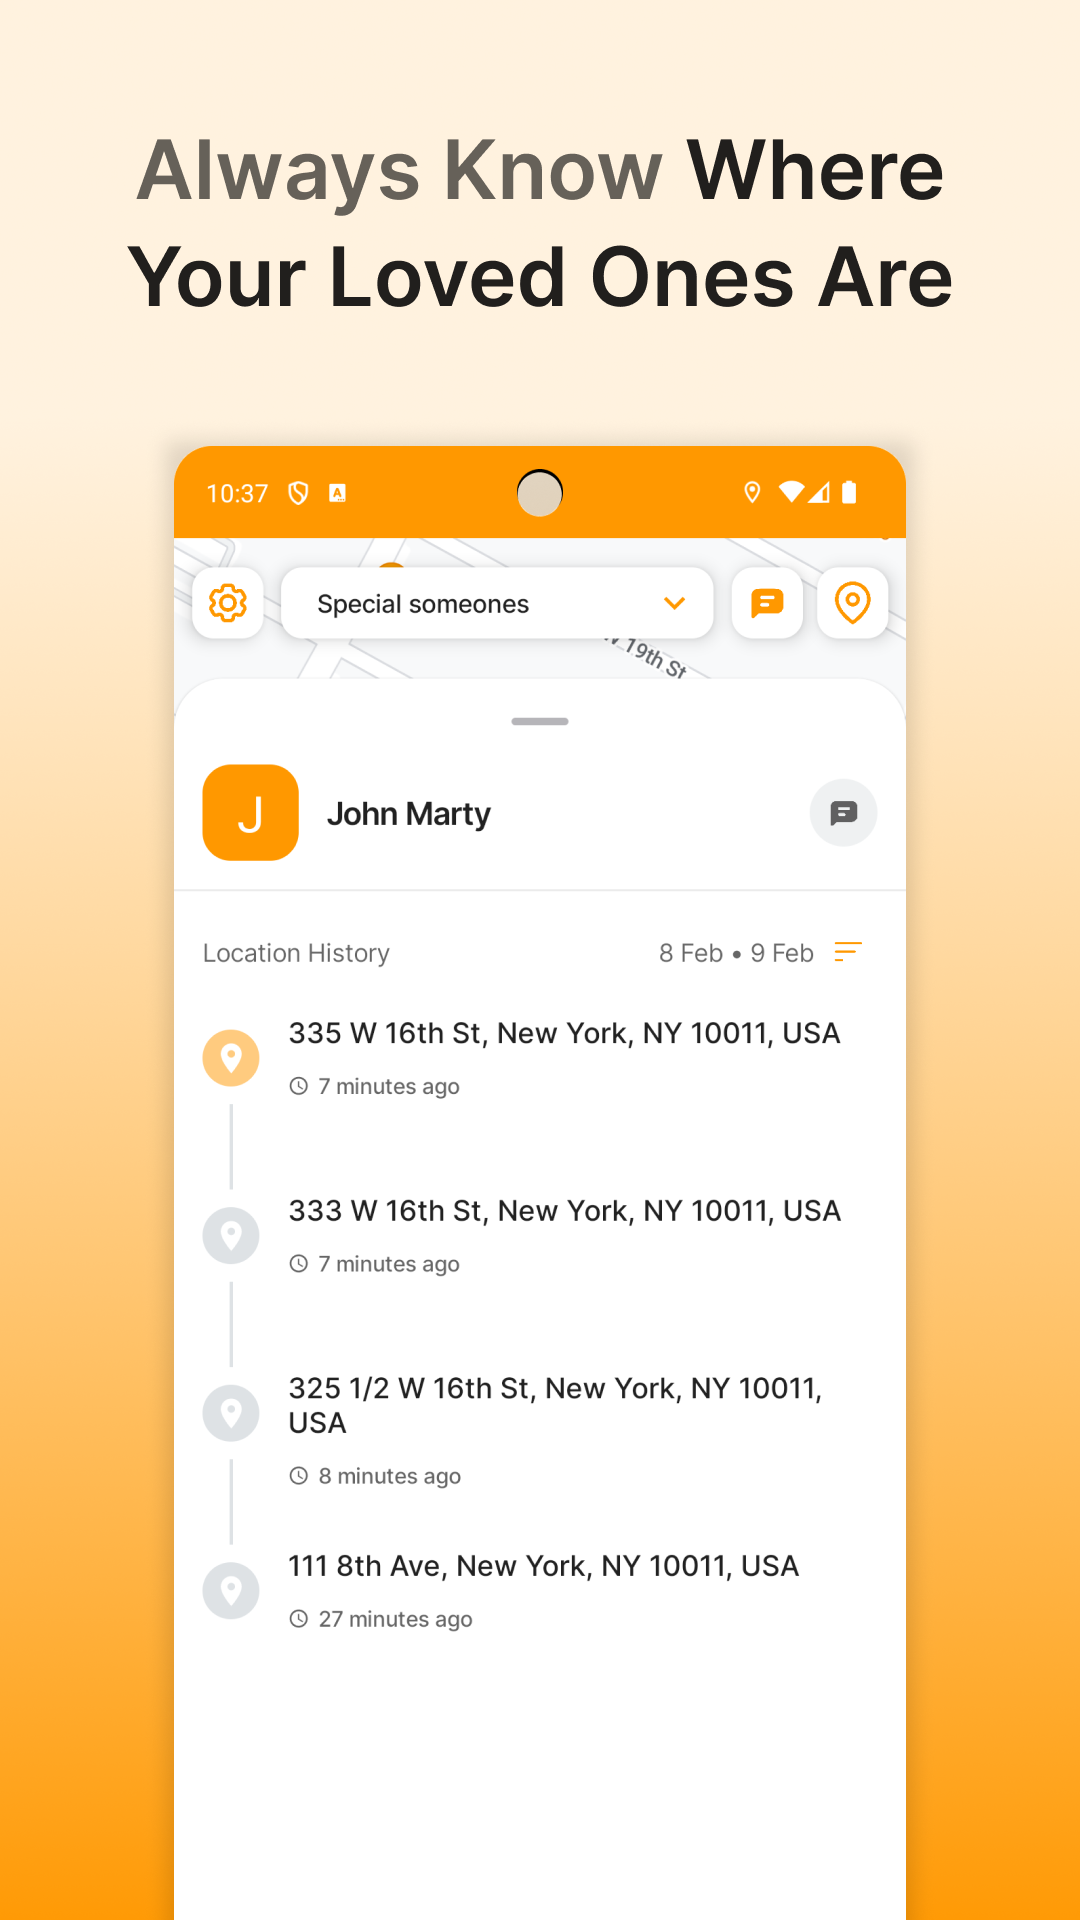 Always Know Where
Your Loved Ones Are
10:37
A
Special someones
W 19th St
J
John Marty
Location History
8 Feb • 9 Feb
335 W 16th St, New York, NY 10011, USA
7 minutes ago
333 W 16th St, New York, NY 10011, USA
7 minutes ago
325 1/2 W 16th St, New York, NY 10011,
USA
8 minutes ago
111 8th Ave, New York, NY 10011, USA
27 minutes ago